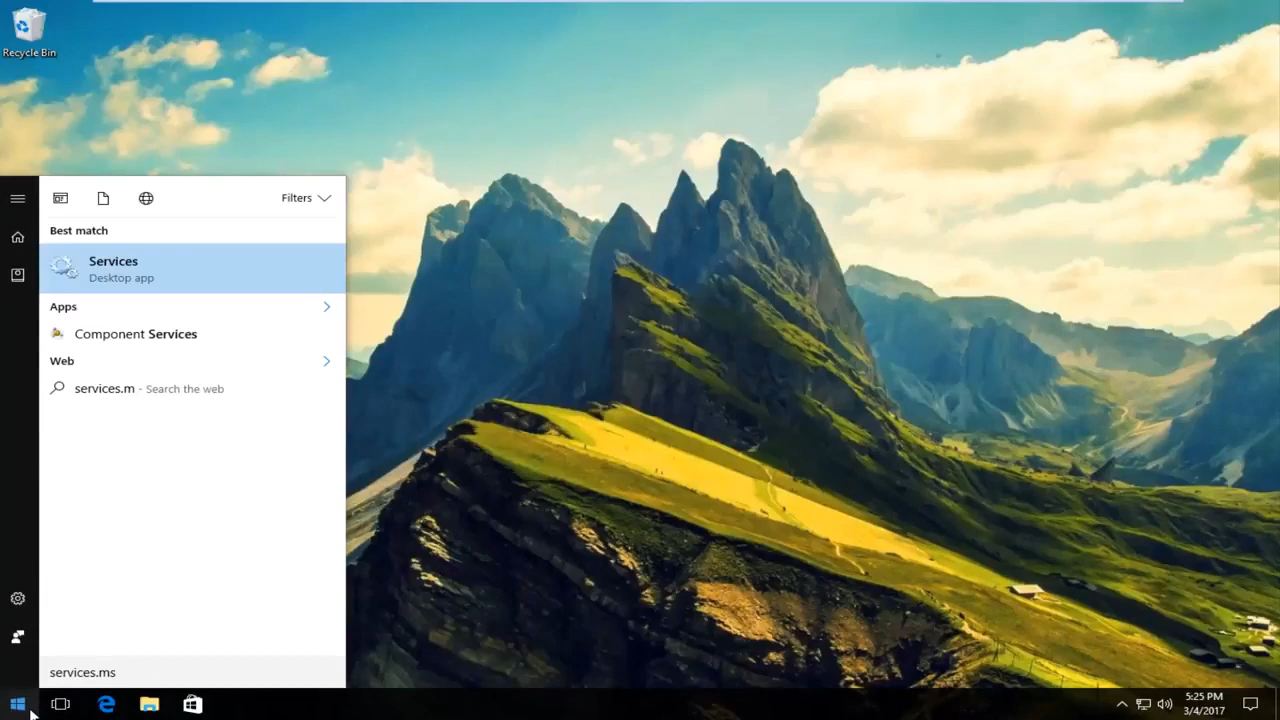 Recycle Bin
Filters
Best match
Services
Desktop app
Apps
Component Services
Web
services.m - Search the web
services.ms
5:25 PM
3/4/2017